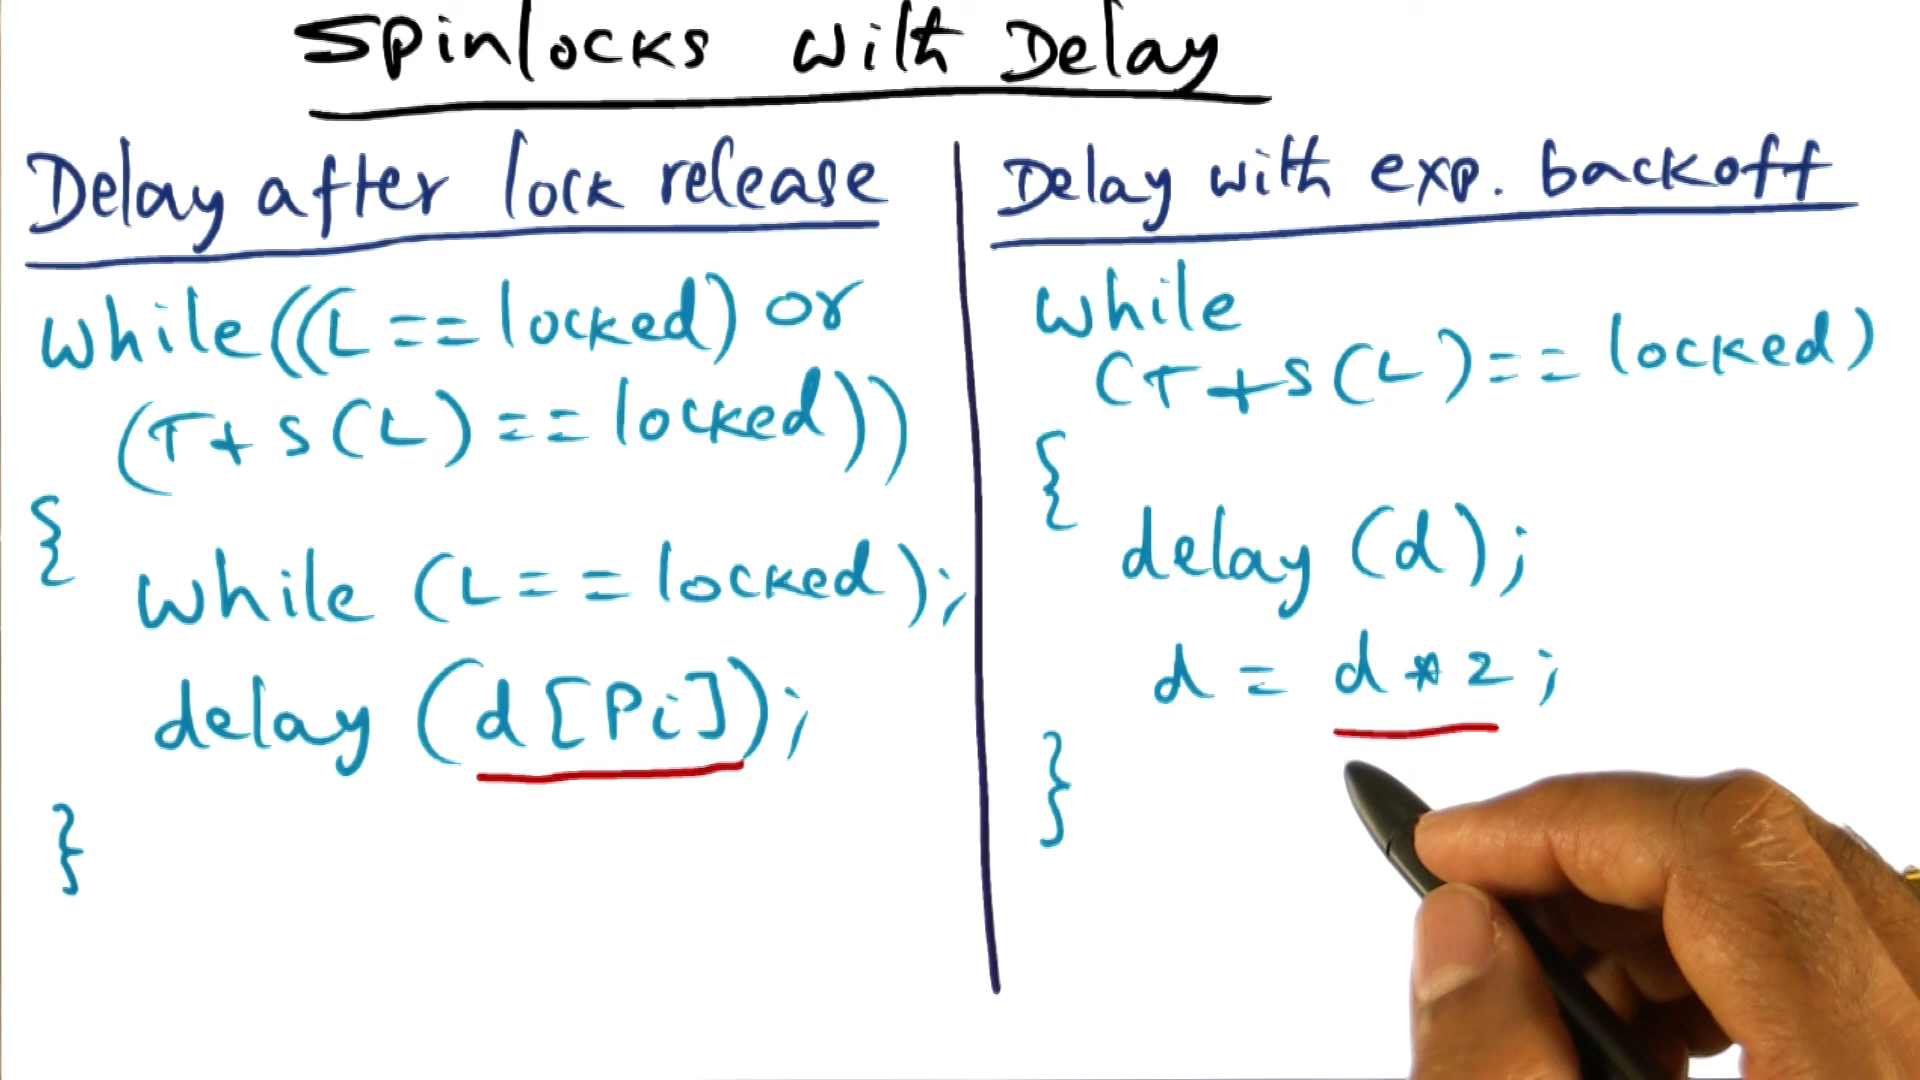 Spinlocks with Delay
Delay after lock release
while((L==locked) or
(T+S(L)==locked))
{
while (L==locked);
delay (d[Pi]);
}
Delay with exp. backoff
while
(T+S(L)==locked)
{
delay (d);
d = d*2;
}